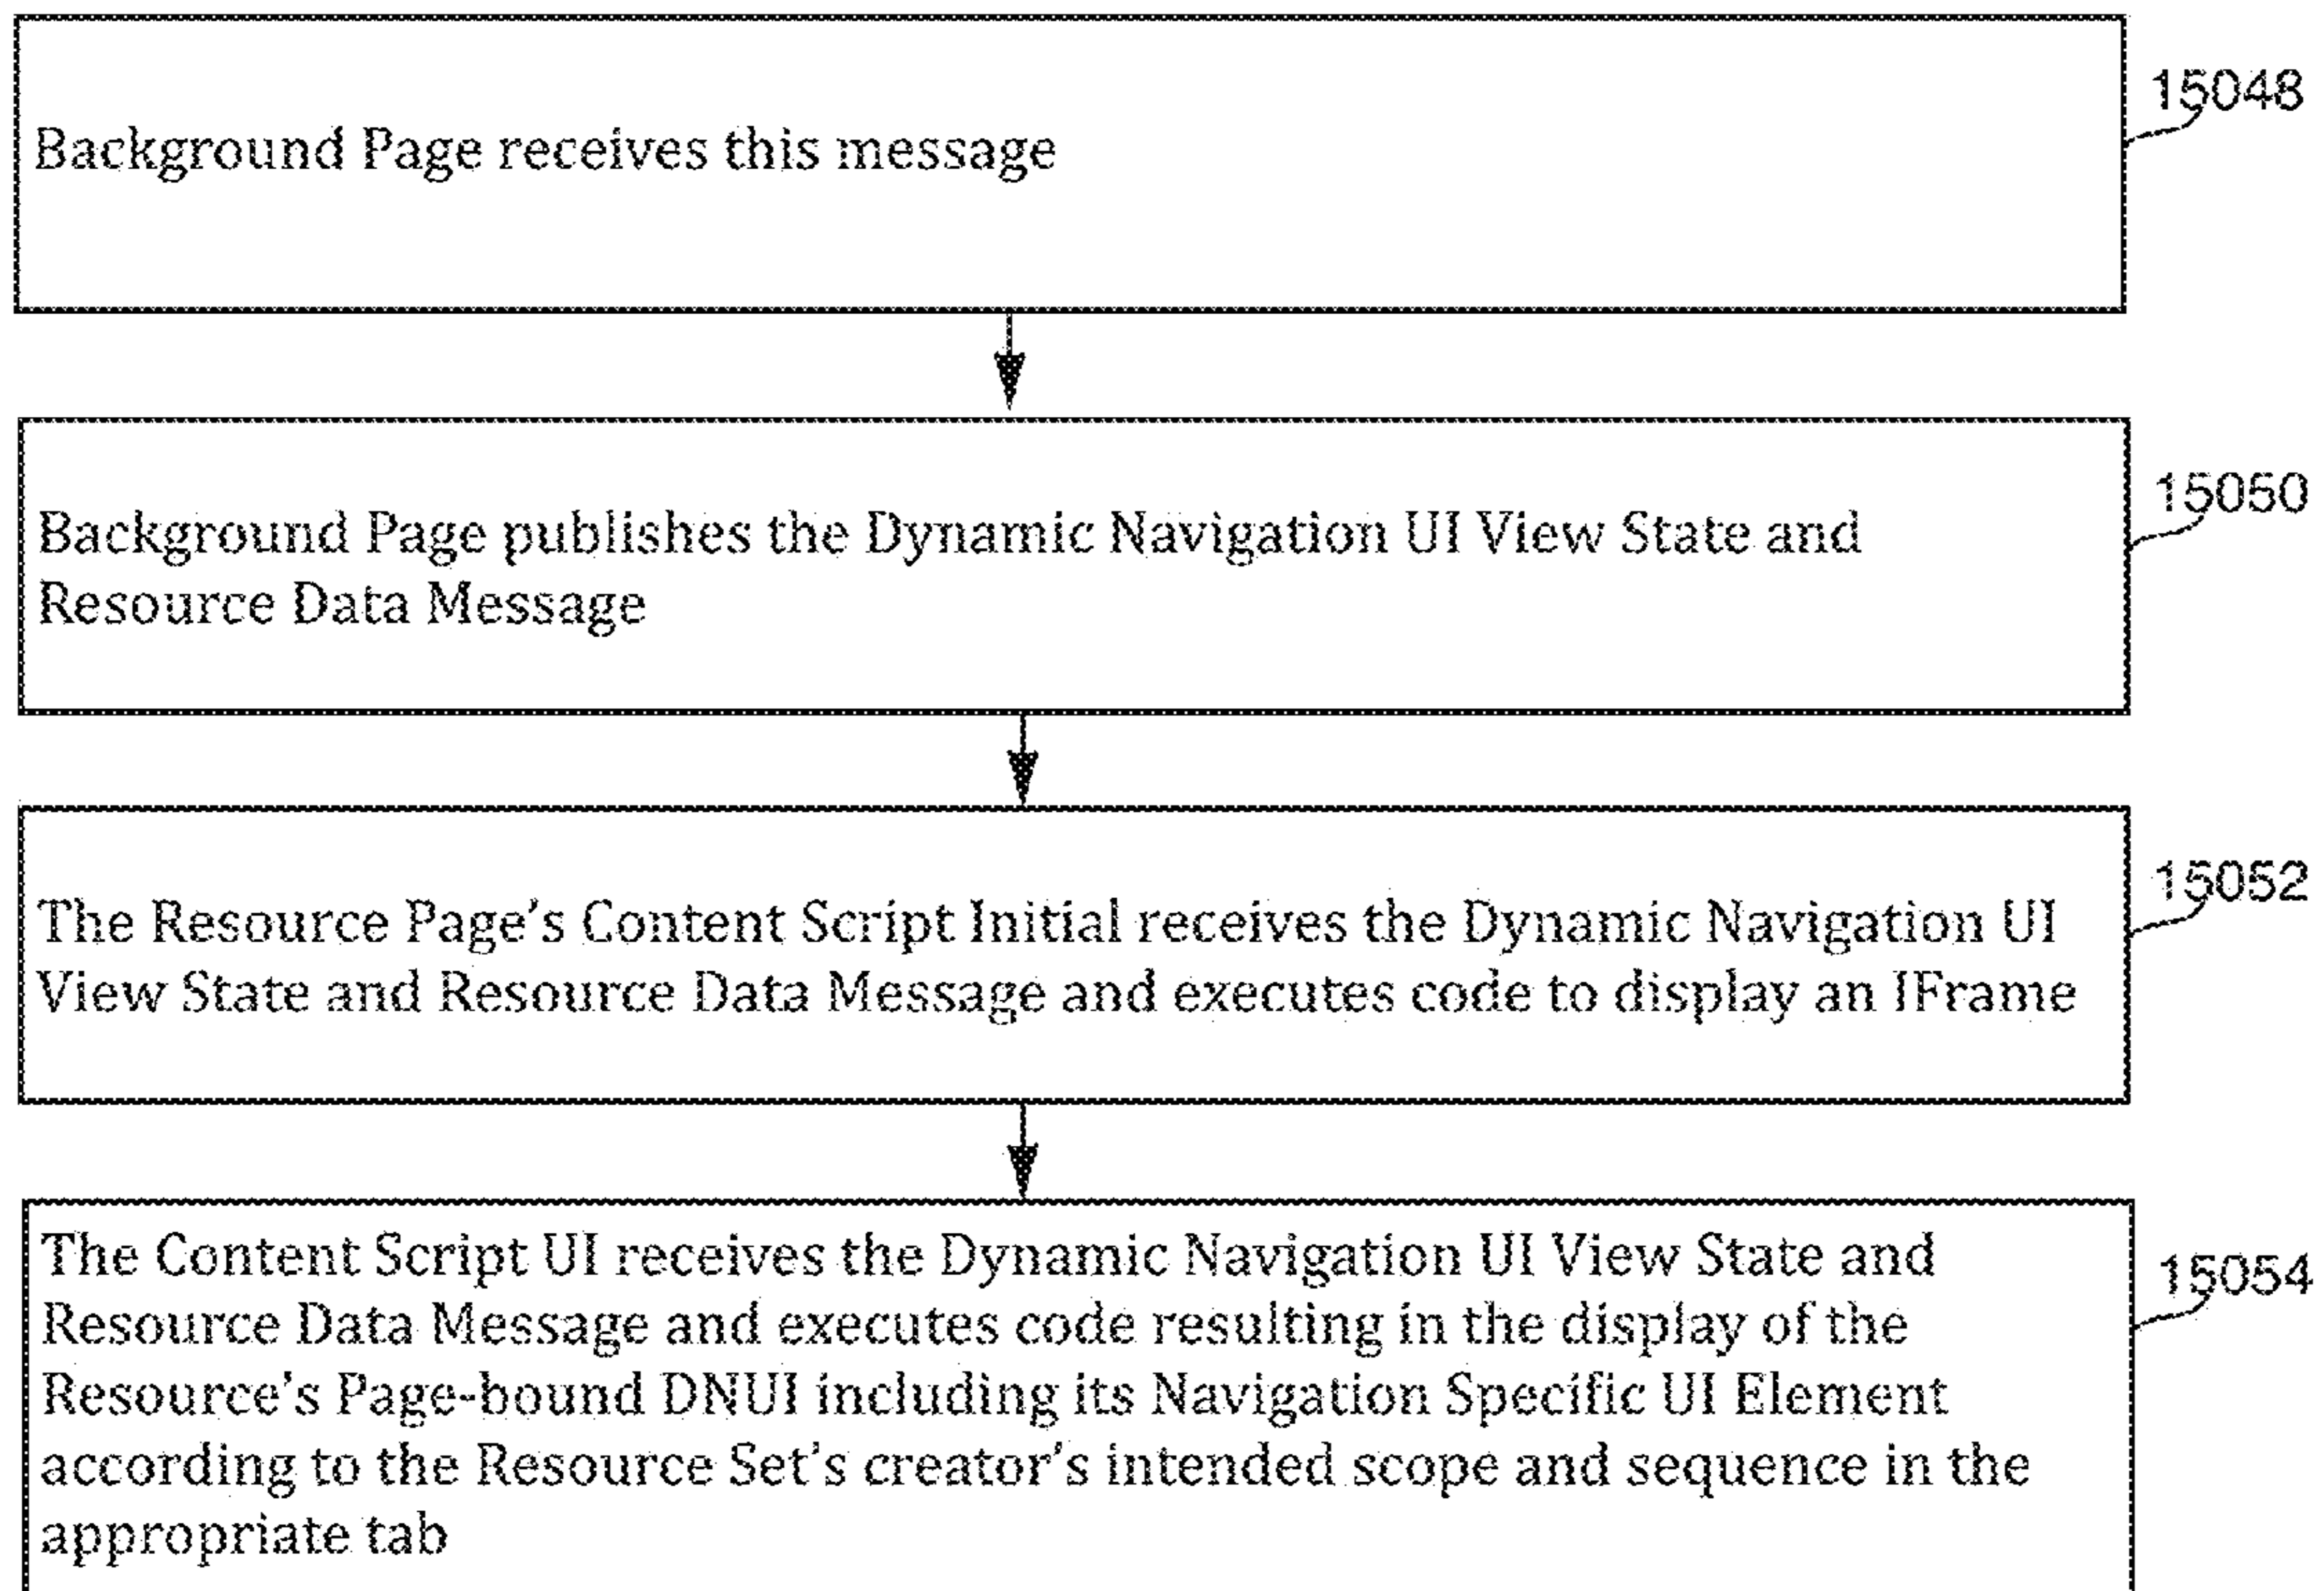 Background Page receives this message
15048
Background Page publishes the Dynamic Navigation UI View State and
Resource Data Message
15050
The Resource Page's Content Script Initial receives the Dynamic Navigation UI
View State and Resource Data Message and executes code to display an IFrame
15052
The Content Script UI receives the Dynamic Navigation UI View State and
Resource Data Message and executes code resulting in the display of the
Resource's Page-bound DNUI including its Navigation Specific UI Element
according to the Resource Set's creator's intended scope and sequence in the
appropriate tab
15054